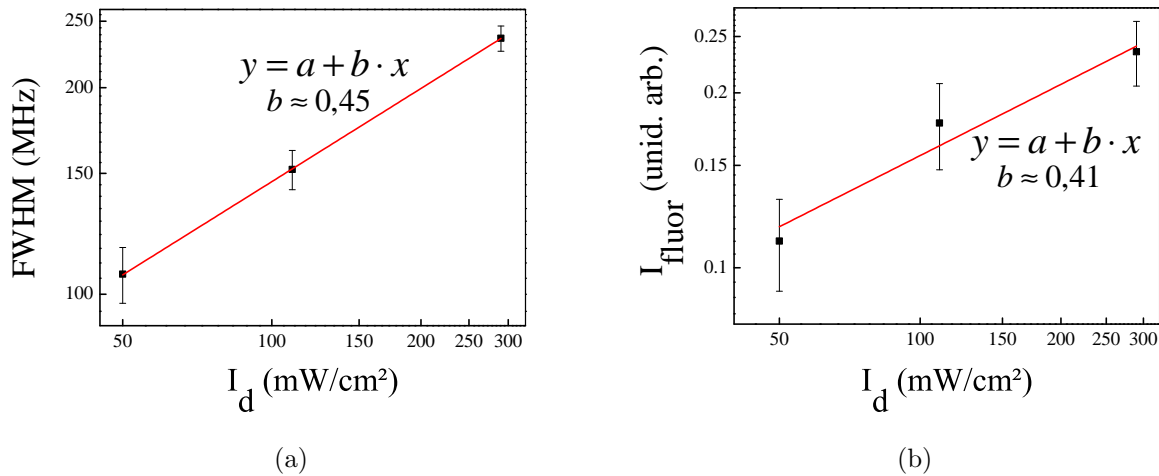 FWHM (MHz)
250
200
150
100
y = a + b · x
b ≈ 0,45
50
100
150
200
250
300
I_d (mW/cm²)
(a)
I_fluor (unid. arb.)
0.25
0.2
0.15
0.1
y = a + b · x
b ≈ 0,41
50
100
150
200
250
300
I_d (mW/cm²)
(b)